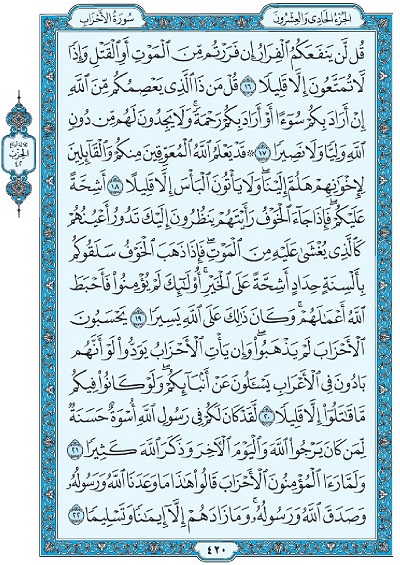 سُورَةُ الأَحْزَابِ
الجُزْءُ الحَادِي وَالعِشْرُونَ
قُل لَّن يَنفَعَكُمُ ٱلْفِرَارُ إِن فَرَرْتُم مِّنَ ٱلْمَوْتِ أَوِ ٱلْقَتْلِ وَإِذًا
لَّا تُمَتَّعُونَ إِلَّا قَلِيلًا ١٦ قُلْ مَن ذَا ٱلَّذِى يَعْصِمُكُم مِّنَ ٱللَّهِ
إِنْ أَرَادَ بِكُمْ سُوٓءًا أَوْ أَرَادَ بِكُمْ رَحْمَةً ۚ وَلَا يَجِدُونَ لَهُم مِّن دُونِ
ٱللَّهِ وَلِيًّا وَلَا نَصِيرًا ١٧ ۞ قَدْ يَعْلَمُ ٱللَّهُ ٱلْمُعَوِّقِينَ مِنكُمْ وَٱلْقَآئِلِينَ
لِإِخْوَٰنِهِمْ هَلُمَّ إِلَيْنَا ۖ وَلَا يَأْتُونَ ٱلْبَأْسَ إِلَّا قَلِيلًا ١٨ أَشِحَّةً
عَلَيْكُمْ ۖ فَإِذَا جَآءَ ٱلْخَوْفُ رَأَيْتَهُمْ يَنظُرُونَ إِلَيْكَ تَدُورُ أَعْيُنُهُمْ
كَٱلَّذِى يُغْشَىٰ عَلَيْهِ مِنَ ٱلْمَوْتِ ۖ فَإِذَا ذَهَبَ ٱلْخَوْفُ سَلَقُوكُم
بِأَلْسِنَةٍ حِدَادٍ أَشِحَّةً عَلَى ٱلْخَيْرِ ۚ أُو۟لَٰٓئِكَ لَمْ يُؤْمِنُوا۟ فَأَحْبَطَ
ٱللَّهُ أَعْمَٰلَهُمْ ۚ وَكَانَ ذَٰلِكَ عَلَى ٱللَّهِ يَسِيرًا ١٩ يَحْسَبُونَ
ٱلْأَحْزَابَ لَمْ يَذْهَبُوا۟ ۖ وَإِن يَأْتِ ٱلْأَحْزَابُ يَوَدُّوا۟ لَوْ أَنَّهُم
بَادُونَ فِى ٱلْأَعْرَابِ يَسْـَٔلُونَ عَنْ أَنۢبَآئِكُمْ ۖ وَلَوْ كَانُوا۟ فِيكُم
مَّا قَٰتَلُوٓا۟ إِلَّا قَلِيلًا ٢٠ لَّقَدْ كَانَ لَكُمْ فِى رَسُولِ ٱللَّهِ أُسْوَةٌ حَسَنَةٌ
لِّمَن كَانَ يَرْجُوا۟ ٱللَّهَ وَٱلْيَوْمَ ٱلْـَٔاخِرَ وَذَكَرَ ٱللَّهَ كَثِيرًا ٢١
وَلَمَّا رَءَا ٱلْمُؤْمِنُونَ ٱلْأَحْزَابَ قَالُوا۟ هَٰذَا مَا وَعَدَنَا ٱللَّهُ وَرَسُولُهُۥ
وَصَدَقَ ٱللَّهُ وَرَسُولُهُۥ ۚ وَمَا زَادَهُمْ إِلَّآ إِيمَٰنًا وَتَسْلِيمًا ٢٢
٤٢٠
الحزب
٤٢